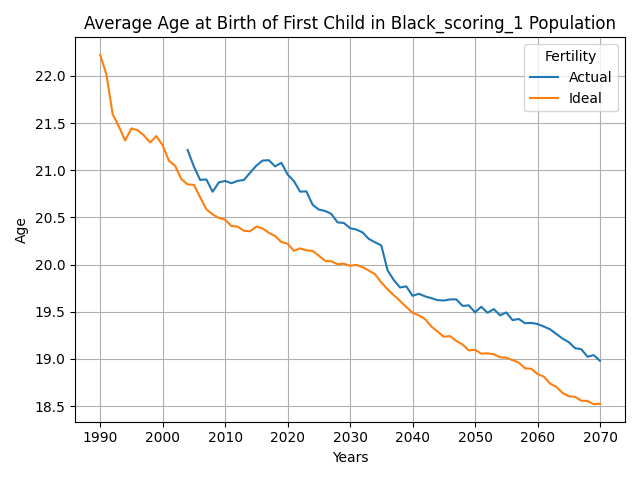 Average Age at Birth of First Child in Black_scoring_1 Population
Fertility
Actual
Ideal
Age
22.0
21.5
21.0
20.5
20.0
19.5
19.0
18.5
1990 2000 2010 2020 2030 2040 2050 2060 2070
Years